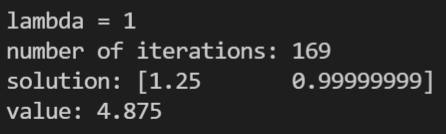 lambda = 1
number of iterations: 169
solution: [1.25       0.99999999]
value: 4.875